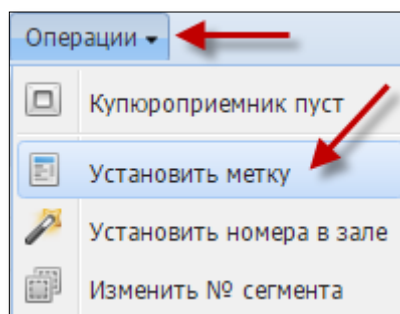 Операции
Купюроприемник пуст
Установить метку
Установить номера в зале
Изменить № сегмента